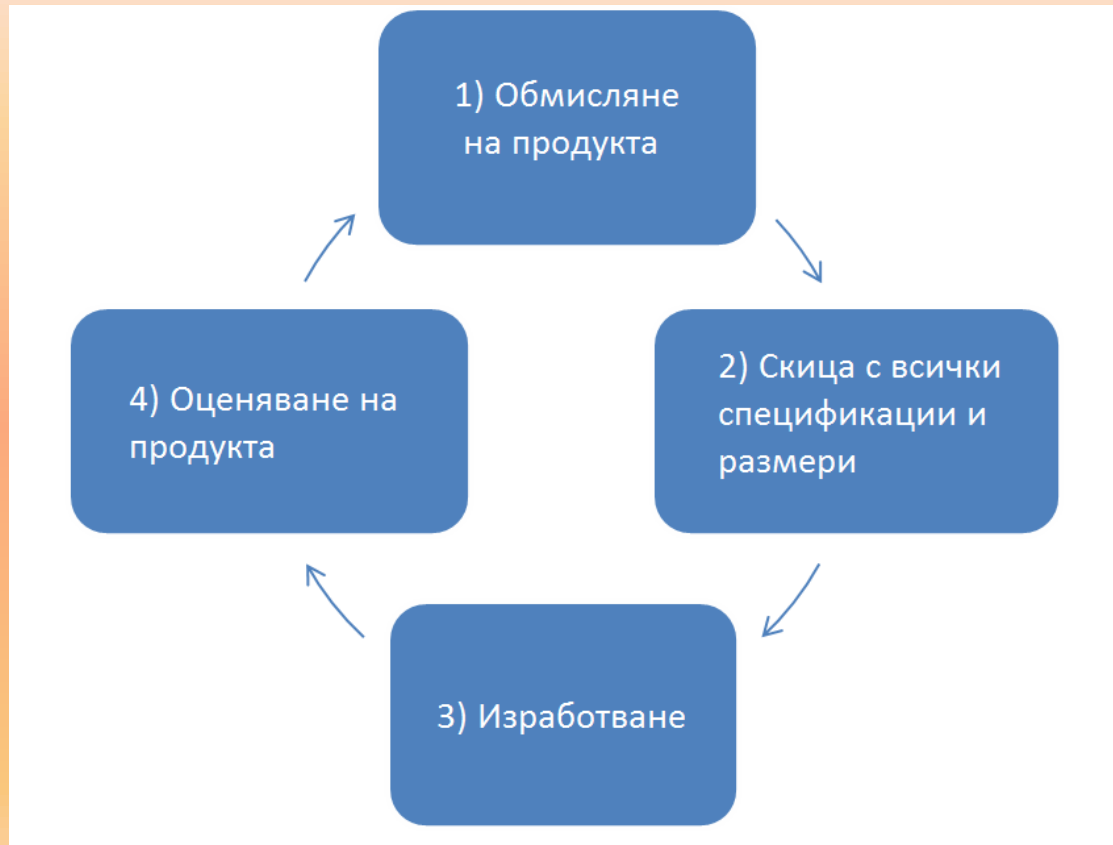 1) Обмисляне
на продукта
2) Скица с всички
спецификации и
размери
3) Изработване
4) Оценяване на
продукта